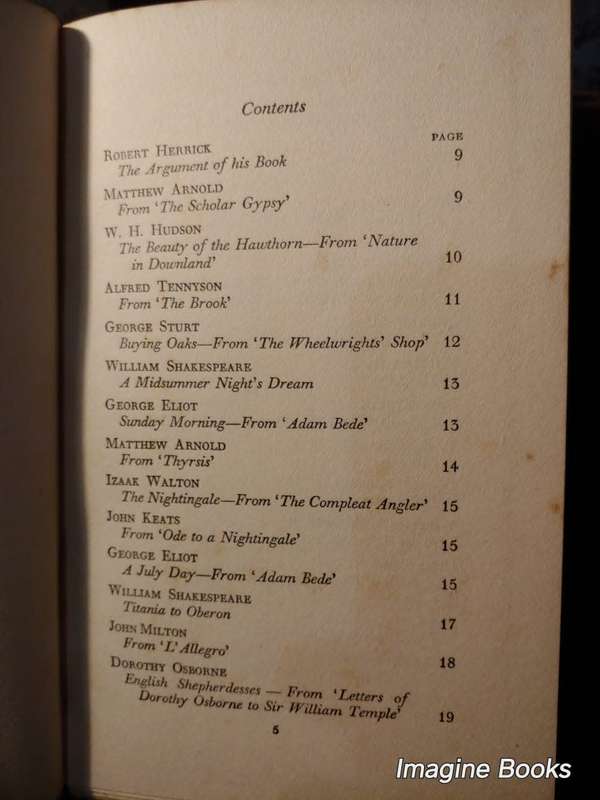 Contents
PAGE
ROBERT HERRICK
The Argument of his Book 9
MATTHEW ARNOLD
From 'The Scholar Gypsy' 9
W. H. HUDSON
The Beauty of the Hawthorn—From 'Nature
in Downland' 10
ALFRED TENNYSON
From 'The Brook' 11
GEORGE STURT
Buying Oaks—From 'The Wheelwrights' Shop' 12
WILLIAM SHAKESPEARE
A Midsummer Night's Dream 13
GEORGE ELIOT
Sunday Morning—From 'Adam Bede' 13
MATTHEW ARNOLD
From 'Thyrsis' 14
IZAAK WALTON
The Nightingale—From 'The Compleat Angler' 15
JOHN KEATS
From 'Ode to a Nightingale' 15
GEORGE ELIOT
A July Day—From 'Adam Bede' 15
WILLIAM SHAKESPEARE
Titania to Oberon 17
JOHN MILTON
From 'L'Allegro' 18
DOROTHY OSBORNE
English Shepherdesses — From 'Letters of
Dorothy Osborne to Sir William Temple' 19
5
Imagine Books